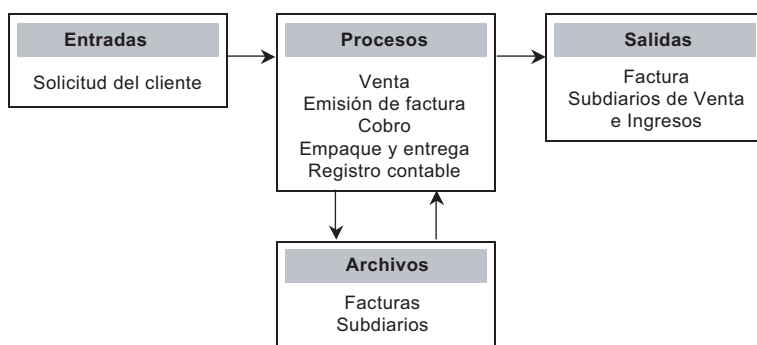 Entradas
Solicitud del cliente
Procesos
Venta
Emisión de factura
Cobro
Empaque y entrega
Registro contable
Salidas
Factura
Subdiarios de Venta
e Ingresos
Archivos
Facturas
Subdiarios